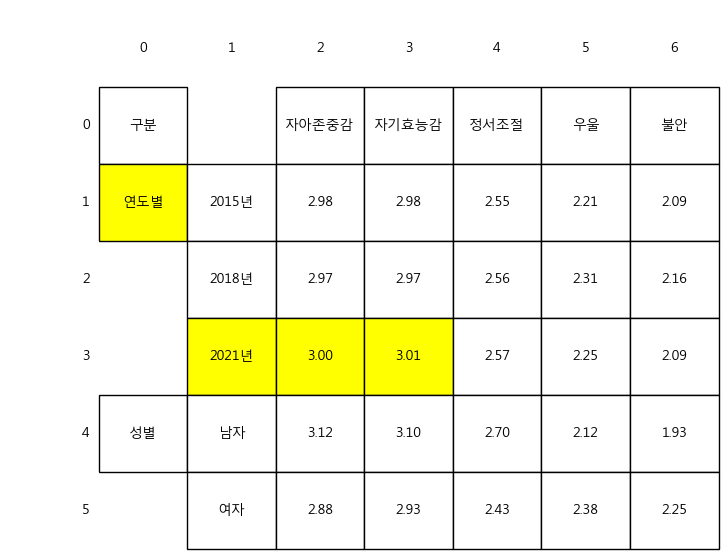 0 1 2 3 4 5 6
0 구분 자아존중감 자기효능감 정서조절 우울 불안
1 연도별 2015년 2.98 2.98 2.55 2.21 2.09
2 2018년 2.97 2.97 2.56 2.31 2.16
3 2021년 3.00 3.01 2.57 2.25 2.09
4 성별 남자 3.12 3.10 2.70 2.12 1.93
5 여자 2.88 2.93 2.43 2.38 2.25